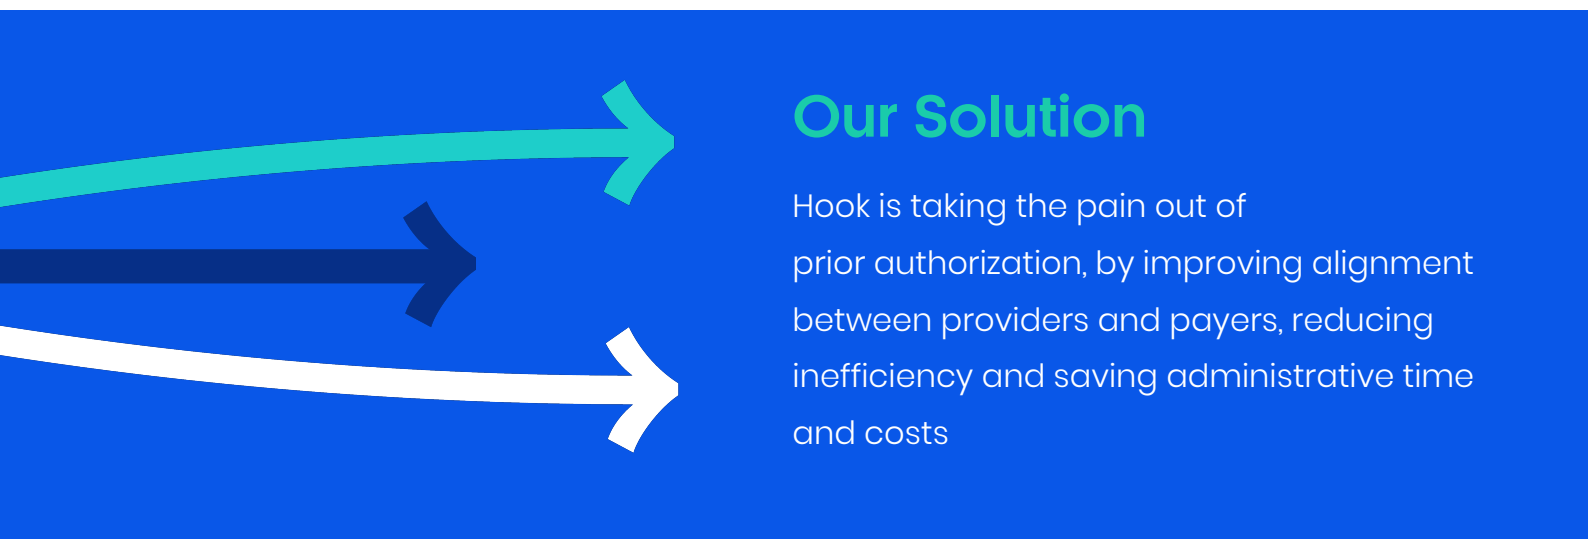 Our Solution
Hook is taking the pain out of
prior authorization, by improving alignment
between providers and payers, reducing
inefficiency and saving administrative time
and costs